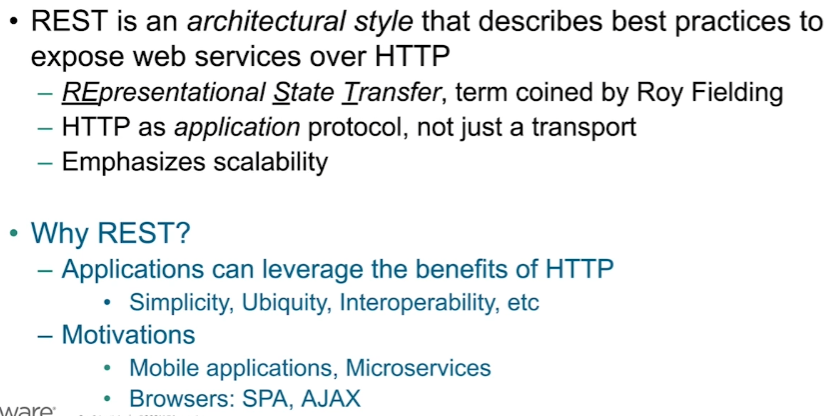 • REST is an architectural style that describes best practices to
expose web services over HTTP
– REpresentational State Transfer, term coined by Roy Fielding
– HTTP as application protocol, not just a transport
– Emphasizes scalability
• Why REST?
– Applications can leverage the benefits of HTTP
• Simplicity, Ubiquity, Interoperability, etc
– Motivations
• Mobile applications, Microservices
• Browsers: SPA, AJAX
ware